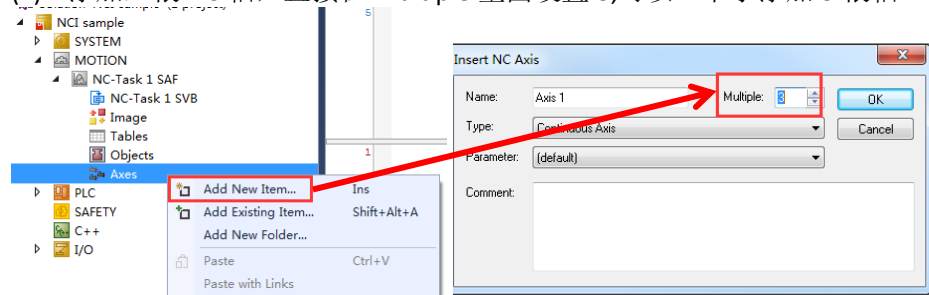 NCI sample
SYSTEM
MOTION
NC-Task 1 SAF
NC-Task 1 SVB
Image
Tables
Objects
Axes
PLC
SAFETY
C++
I/O
5
1
Add New Item... Ins
Add Existing Item... Shift+Alt+A
Add New Folder...
Paste Ctrl+V
Paste with Links
Insert NC Axis
Name: Axis 1 Multiple: 3 OK
Type: Continuous Axis Cancel
Parameter: (default)
Comment: